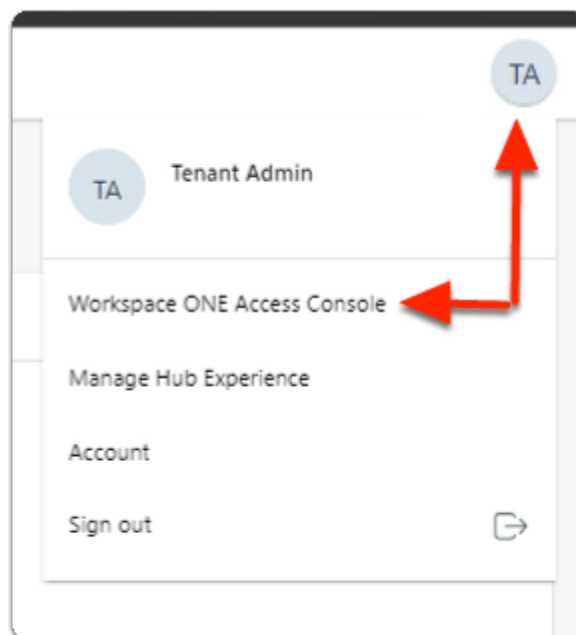 TA
TA
Tenant Admin
Workspace ONE Access Console
Manage Hub Experience
Account
Sign out